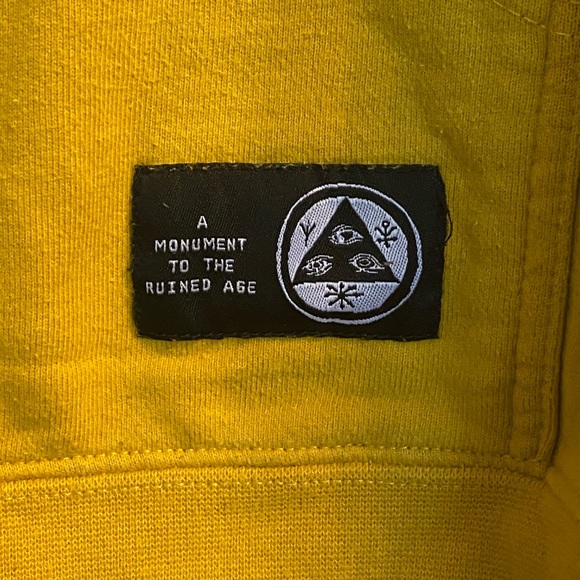 A
MONUMENT
TO THE
RUINED AGE